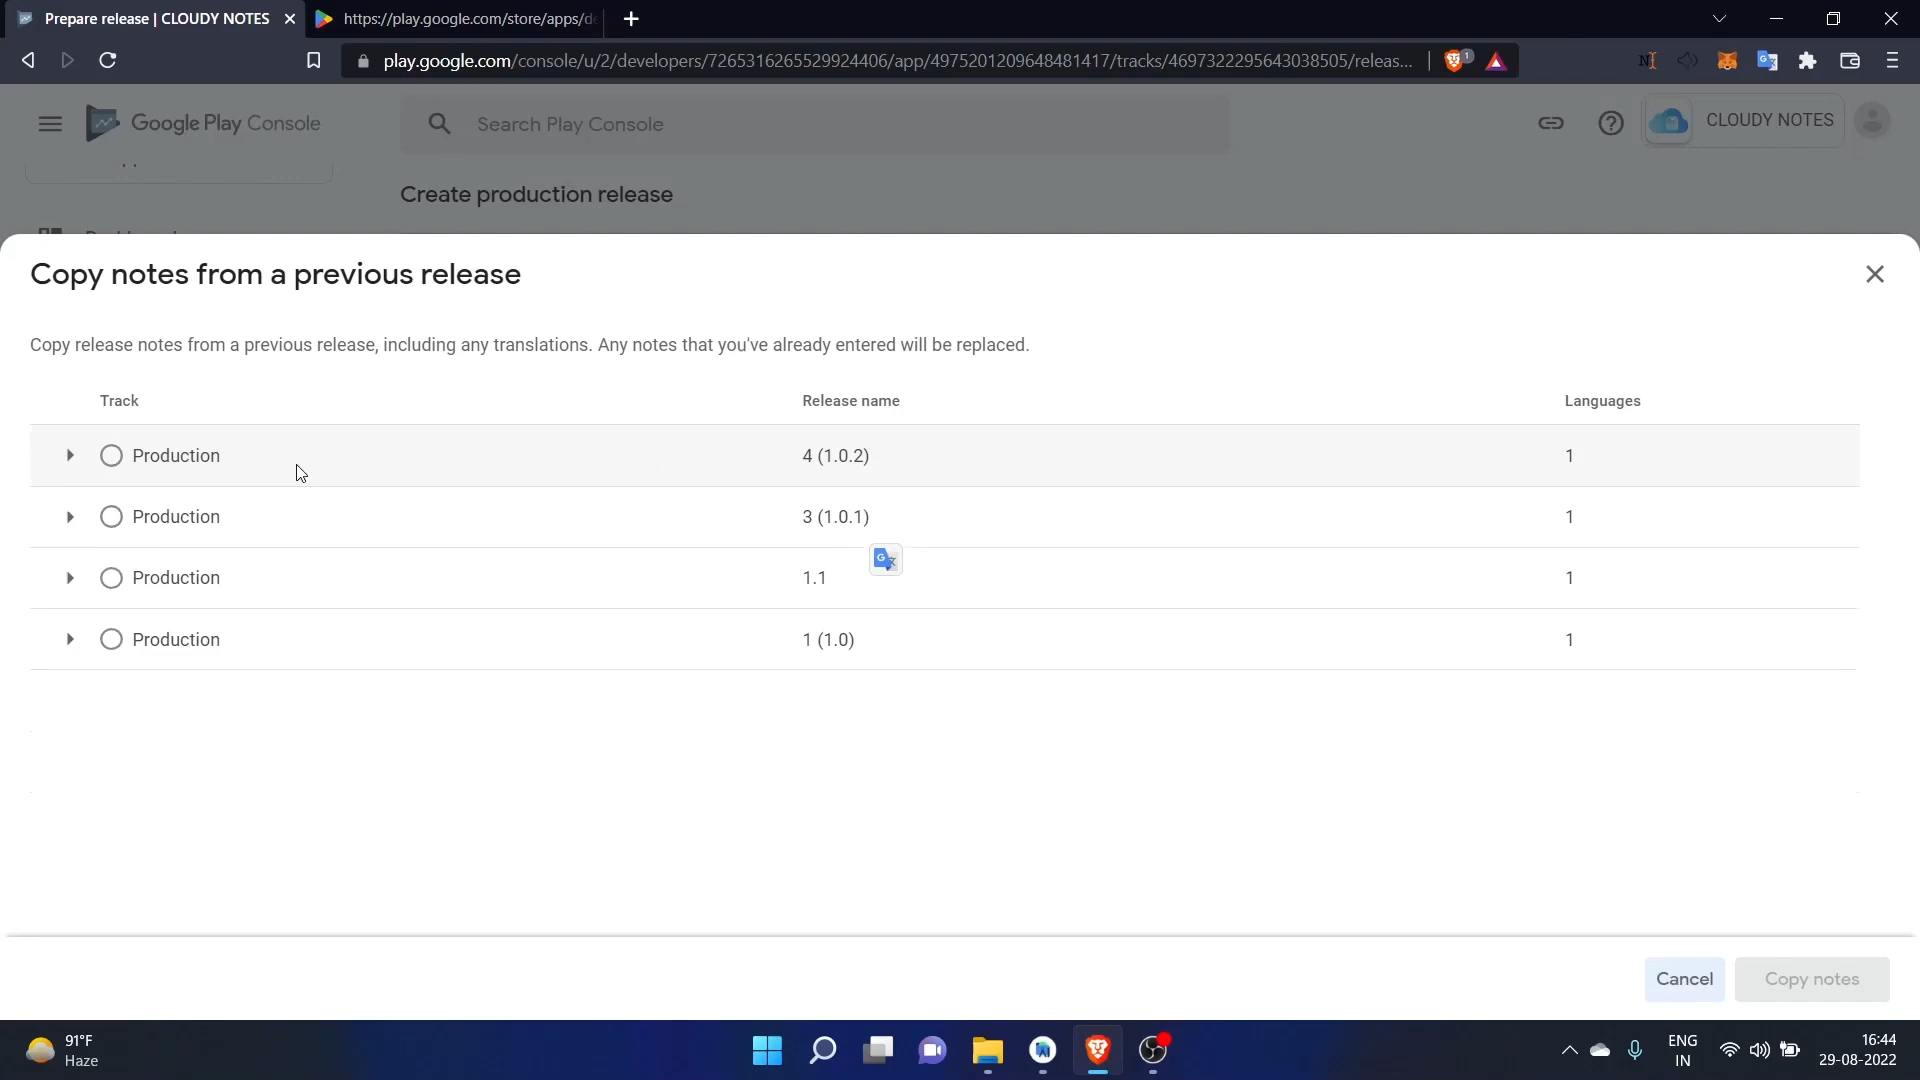 Prepare release | CLOUDY NOTES
https://play.google.com/store/apps/d
play.google.com/console/u/2/developers/7265316265529924406/app/4975201209648481417/tracks/4697322295643038505/releas...
1
Google Play Console
Search Play Console
CLOUDY NOTES
Create production release
Copy notes from a previous release
Copy release notes from a previous release, including any translations. Any notes that you've already entered will be replaced.
Track Release name Languages
Production 4 (1.0.2) 1
Production 3 (1.0.1) 1
Production 1.1 1
Production 1 (1.0) 1
Cancel Copy notes
91°F
Haze
ENG
IN
16:44
29-08-2022